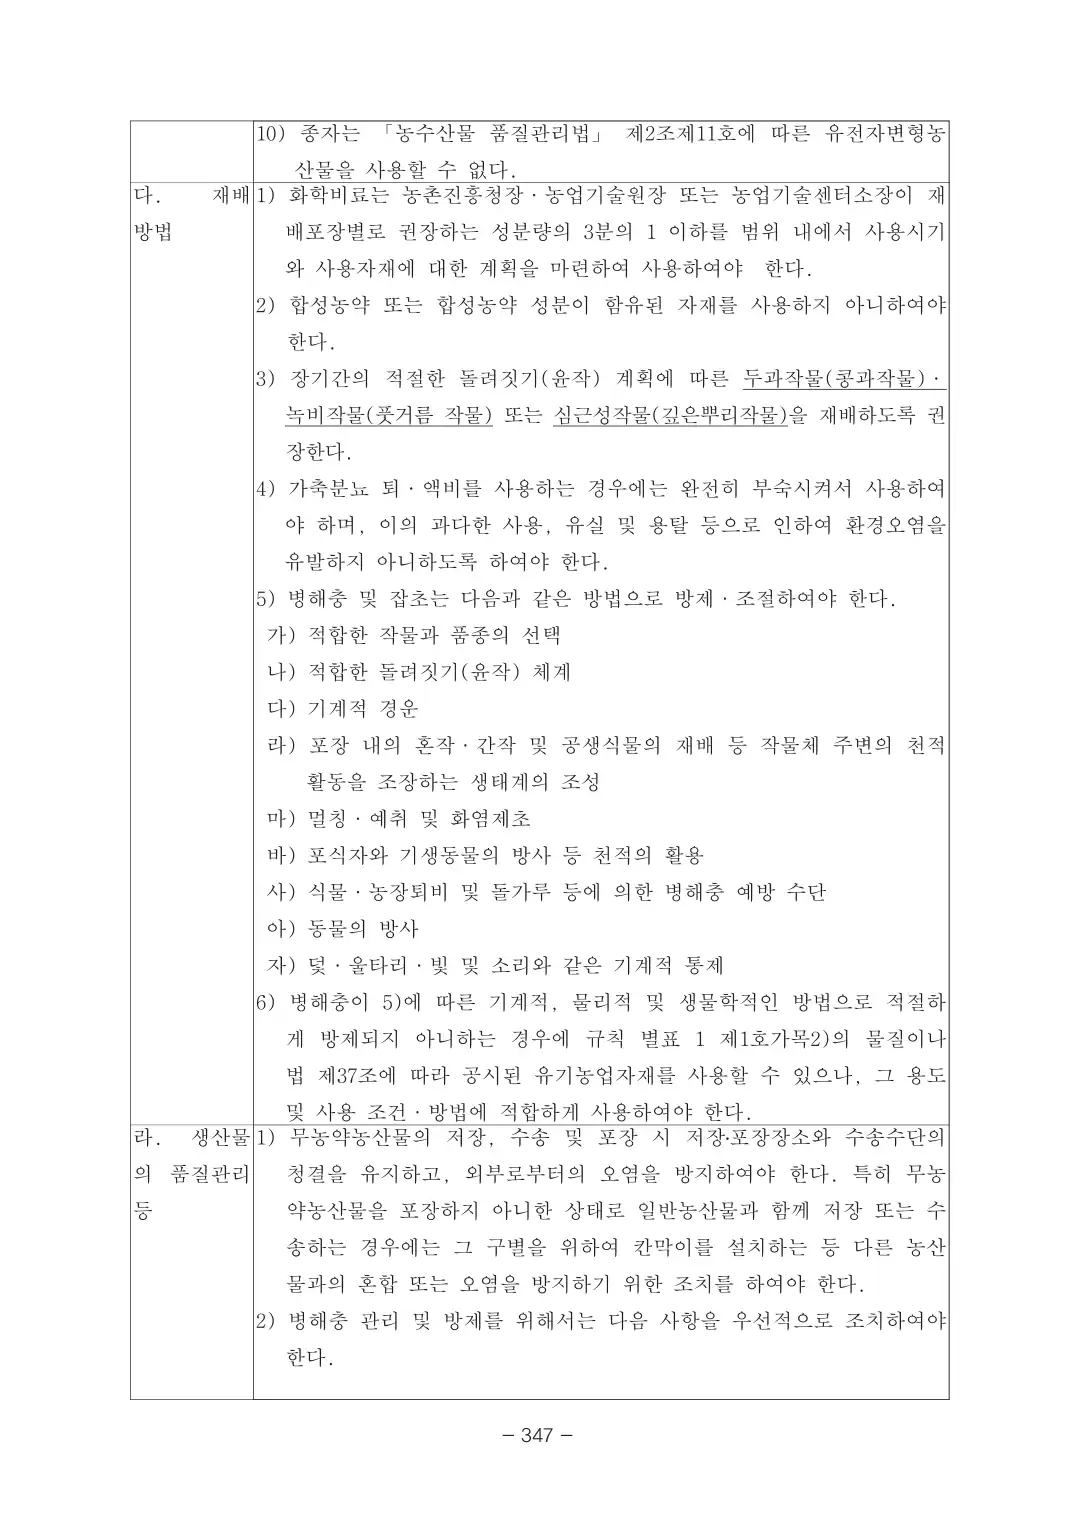 10) 종자는 「농수산물 품질관리법」 제2조제11호에 따른 유전자변형농
산물을 사용할 수 없다.
다. 재배
방법
1) 화학비료는 농촌진흥청장·농업기술원장 또는 농업기술센터소장이 재
배포장별로 권장하는 성분량의 3분의 1 이하를 범위 내에서 사용시기
와 사용자재에 대한 계획을 마련하여 사용하여야 한다.
2) 합성농약 또는 합성농약 성분이 함유된 자재를 사용하지 아니하여야
한다.
3) 장기간의 적절한 돌려짓기(윤작) 계획에 따른 두과작물(콩과작물)·
녹비작물(풋거름 작물) 또는 심근성작물(깊은뿌리작물)을 재배하도록 권
장한다.
4) 가축분뇨 퇴·액비를 사용하는 경우에는 완전히 부숙시켜서 사용하여
야 하며, 이의 과다한 사용, 유실 및 용탈 등으로 인하여 환경오염을
유발하지 아니하도록 하여야 한다.
5) 병해충 및 잡초는 다음과 같은 방법으로 방제·조절하여야 한다.
가) 적합한 작물과 품종의 선택
나) 적합한 돌려짓기(윤작) 체계
다) 기계적 경운
라) 포장 내의 혼작·간작 및 공생식물의 재배 등 작물체 주변의 천적
활동을 조장하는 생태계의 조성
마) 멀칭·예취 및 화염제초
바) 포식자와 기생동물의 방사 등 천적의 활용
사) 식물·농장퇴비 및 돌가루 등에 의한 병해충 예방 수단
아) 동물의 방사
자) 덫·울타리·빛 및 소리와 같은 기계적 통제
6) 병해충이 5)에 따른 기계적, 물리적 및 생물학적인 방법으로 적절하
게 방제되지 아니하는 경우에 규칙 별표 1 제1호가목2)의 물질이나
법 제37조에 따라 공시된 유기농업자재를 사용할 수 있으나, 그 용도
및 사용 조건·방법에 적합하게 사용하여야 한다.
라. 생산물
의 품질관리
등
1) 무농약농산물의 저장, 수송 및 포장 시 저장·포장장소와 수송수단의
청결을 유지하고, 외부로부터의 오염을 방지하여야 한다. 특히 무농
약농산물을 포장하지 아니한 상태로 일반농산물과 함께 저장 또는 수
송하는 경우에는 그 구별을 위하여 칸막이를 설치하는 등 다른 농산
물과의 혼합 또는 오염을 방지하기 위한 조치를 하여야 한다.
2) 병해충 관리 및 방제를 위해서는 다음 사항을 우선적으로 조치하여야
한다.
- 347 -